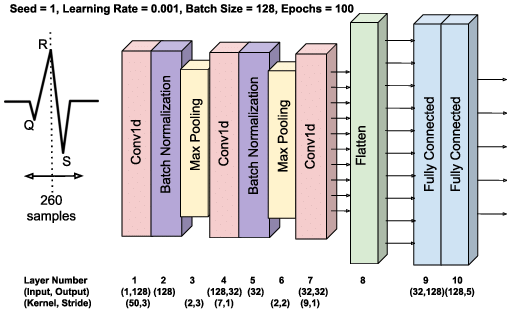 Seed = 1, Learning Rate = 0.001, Batch Size = 128, Epochs = 100
R
Q
S
260
samples
Conv1d
Batch Normalization
Max Pooling
Conv1d
Batch Normalization
Max Pooling
Conv1d
Flatten
Fully Connected
Fully Connected
Layer Number 1 2 3 4 5 6 7 8 9 10
(Input, Output) (1,128) (128) (128,32) (32) (32,32) (32,128) (128,5)
(Kernel, Stride) (50,3) (2,3) (7,1) (2,2) (9,1)